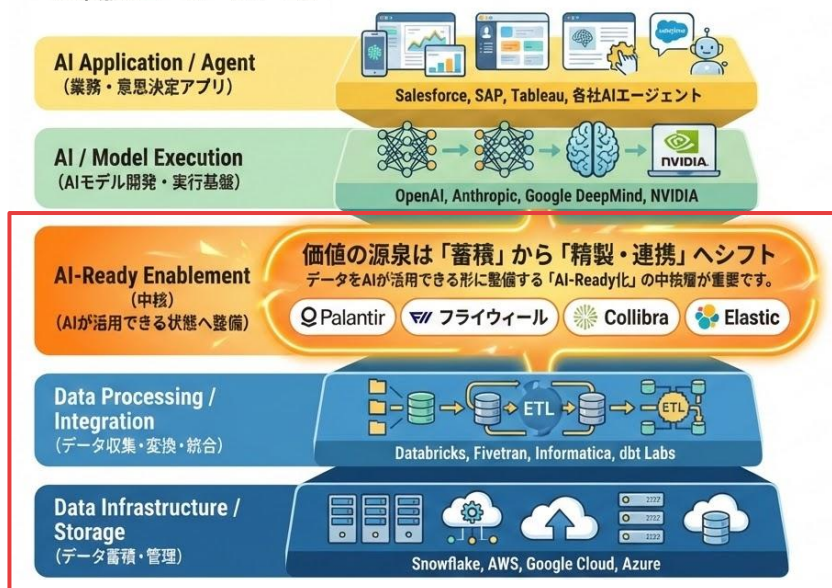 AI Application / Agent
(業務・意思決定アプリ)
Salesforce, SAP, Tableau, 各社AIエージェント
AI / Model Execution
(AIモデル開発・実行基盤)
NVIDIA.
OpenAI, Anthropic, Google DeepMind, NVIDIA
AI-Ready Enablement
(中核)
(AIが活用できる状態へ整備)
価値の源泉は「蓄積」から「精製・連携」へシフト
データをAIが活用できる形に整備する「AI-Ready化」の中核層が重要です。
Palantir
フライウィール
Collibra
Elastic
Data Processing /
Integration
(データ収集・変換・統合)
ETL
ETL
Databricks, Fivetran, Informatica, dbt Labs
Data Infrastructure /
Storage
(データ蓄積・管理)
Snowflake, AWS, Google Cloud, Azure